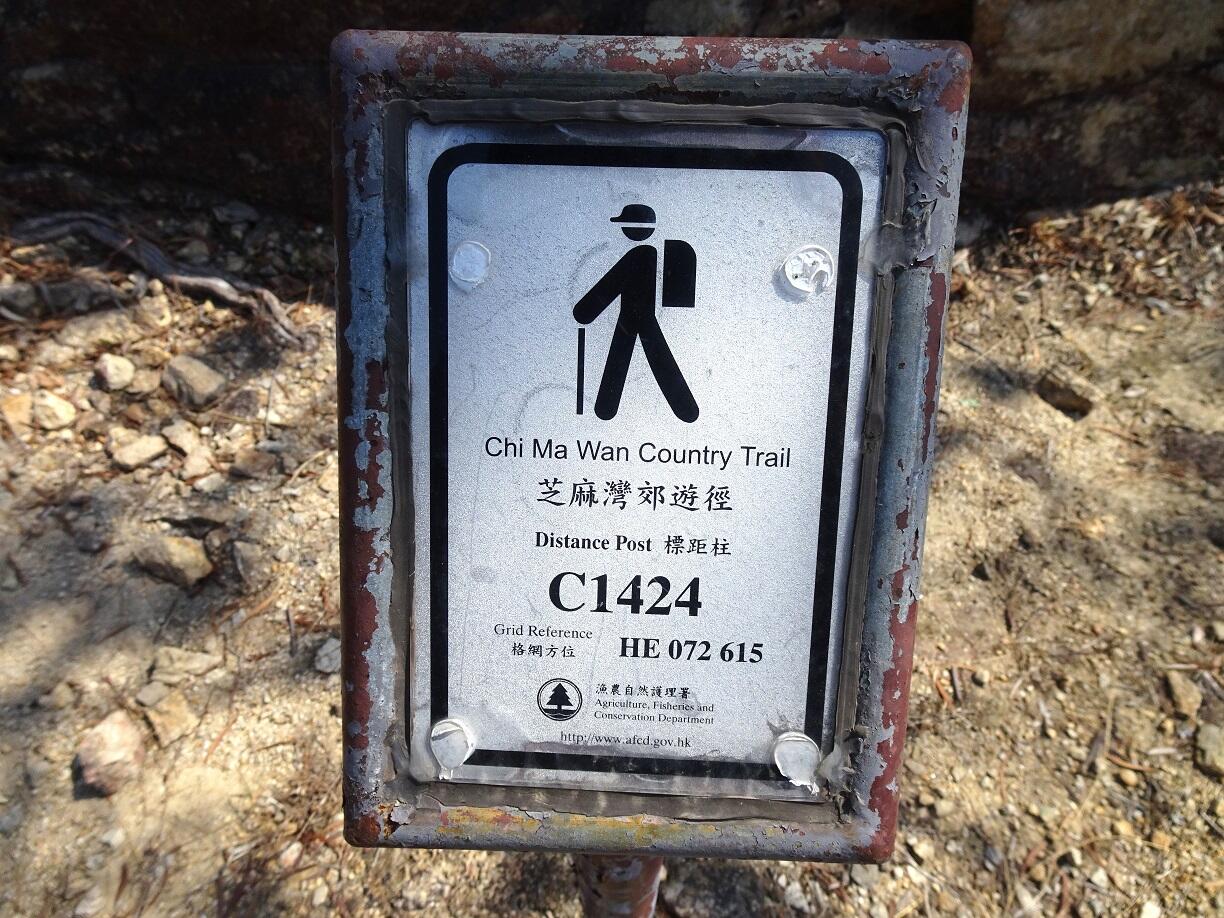 Chi Ma Wan Country Trail
芝麻灣郊遊徑
Distance Post 標距柱
C1424
Grid Reference
格網方位
HE 072 615
漁農自然護理署
Agriculture, Fisheries and
Conservation Department
http://www.afcd.gov.hk